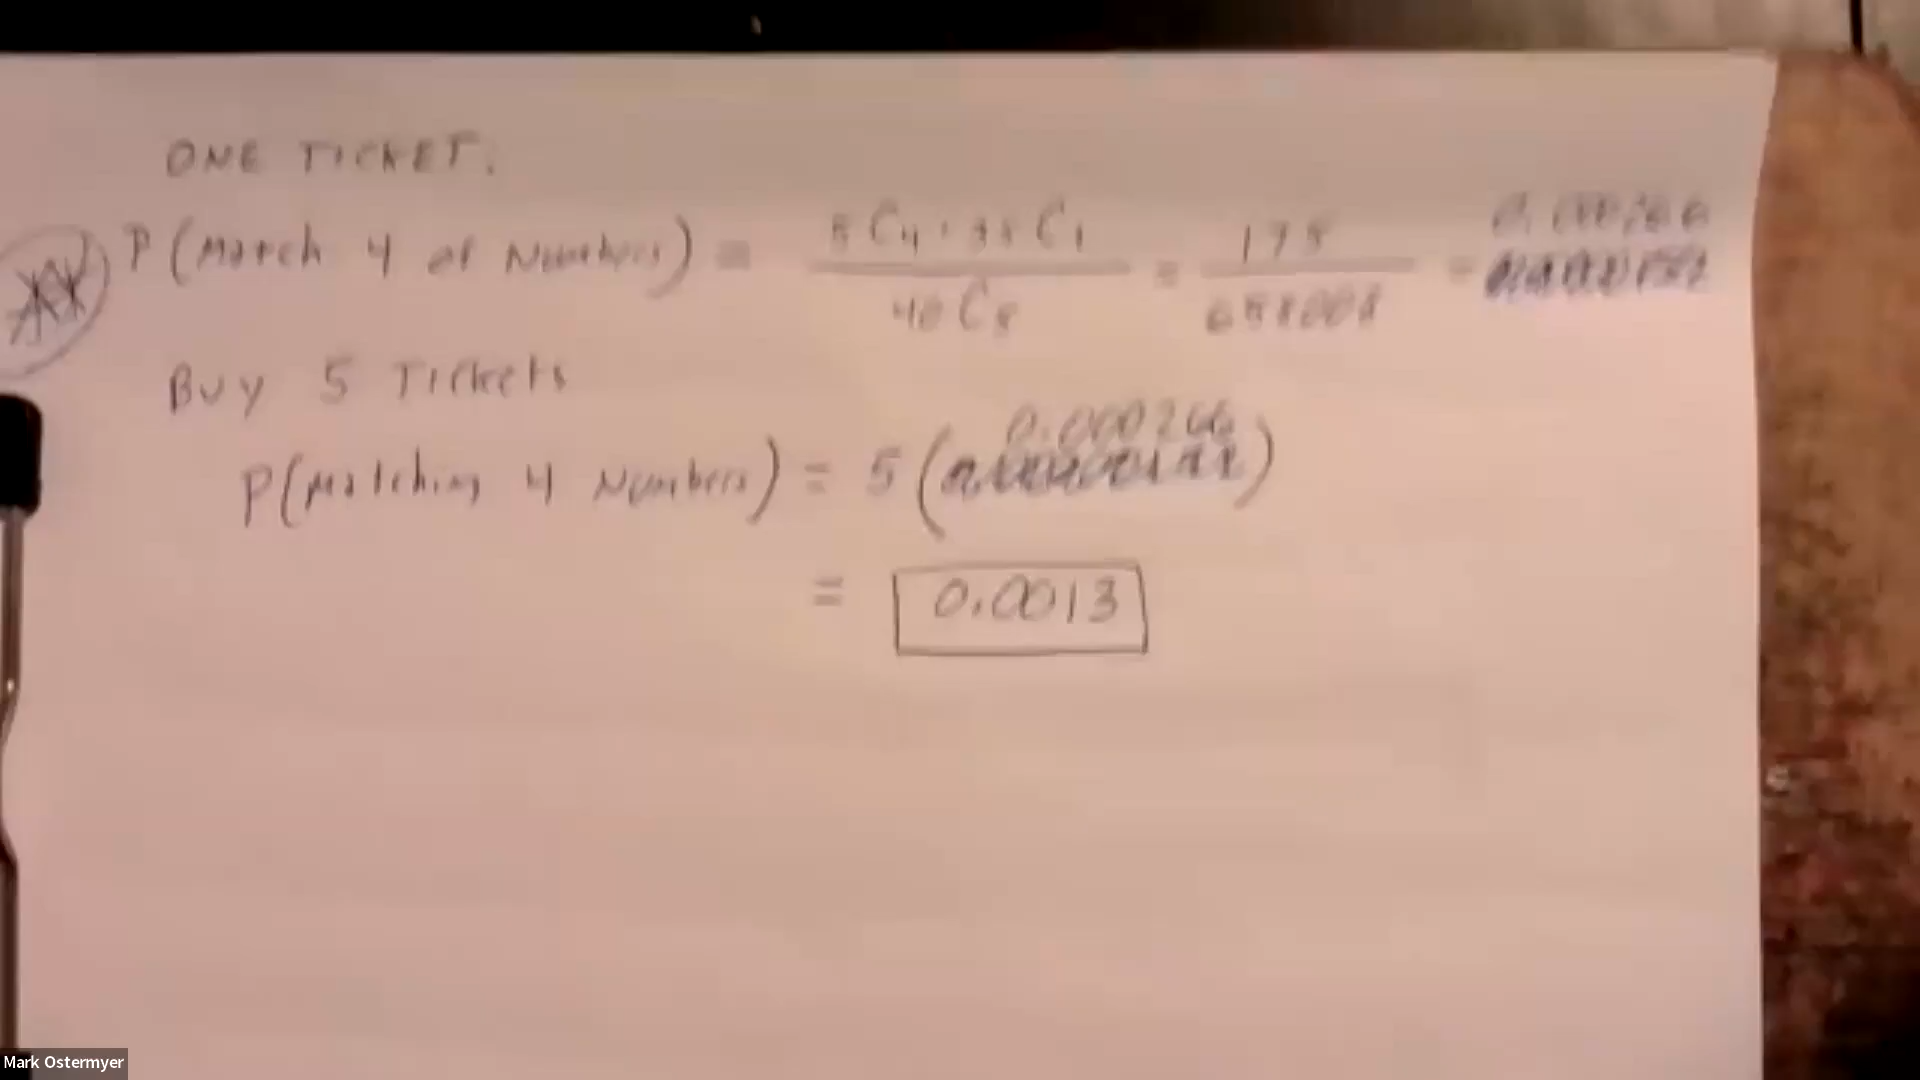 ONE TICKET.
P (Match 4 of Numbers) = 5C4 · 35C1 / 40C5 = 175 / 658008 = 0.000266
Buy 5 Tickets
P(Matching 4 Numbers) = 5 (0.000266)
= 0.0013
Mark Ostermyer